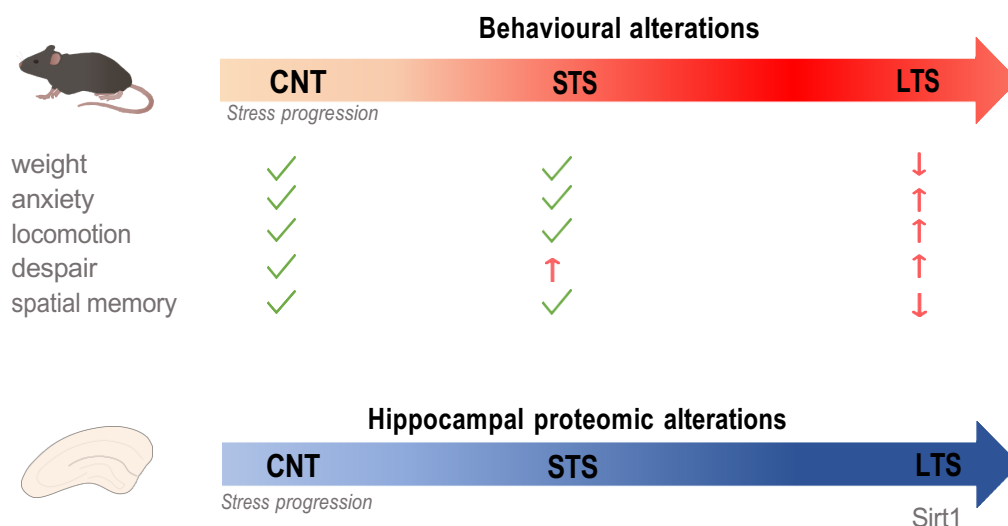 Behavioural alterations
CNT STS LTS
Stress progression
weight
anxiety
locomotion
despair
spatial memory
Hippocampal proteomic alterations
CNT STS LTS
Stress progression
Sirt1